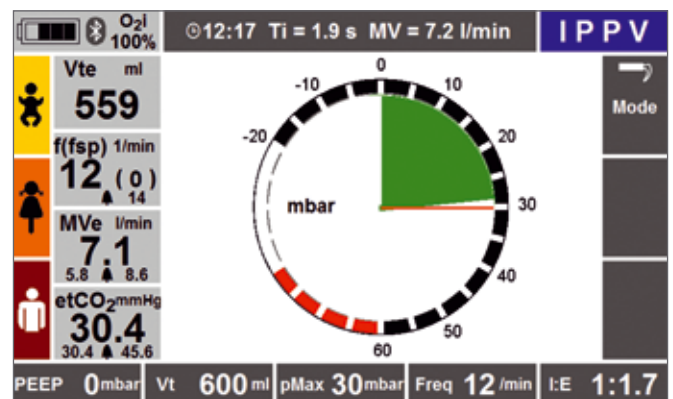 O2I
100%
12:17 Ti = 1.9 s MV = 7.2 l/min
IPPV
Vte ml
559
f(fsp) 1/min
12 (0)
14
MVe l/min
7.1
5.8 8.6
etCO2 mmHg
30.4
30.4 45.6
-20
-10
0
10
20
30
40
50
60
mbar
Mode
PEEP 0 mbar Vt 600 ml pMax 30 mbar Freq 12 /min I:E 1:1.7